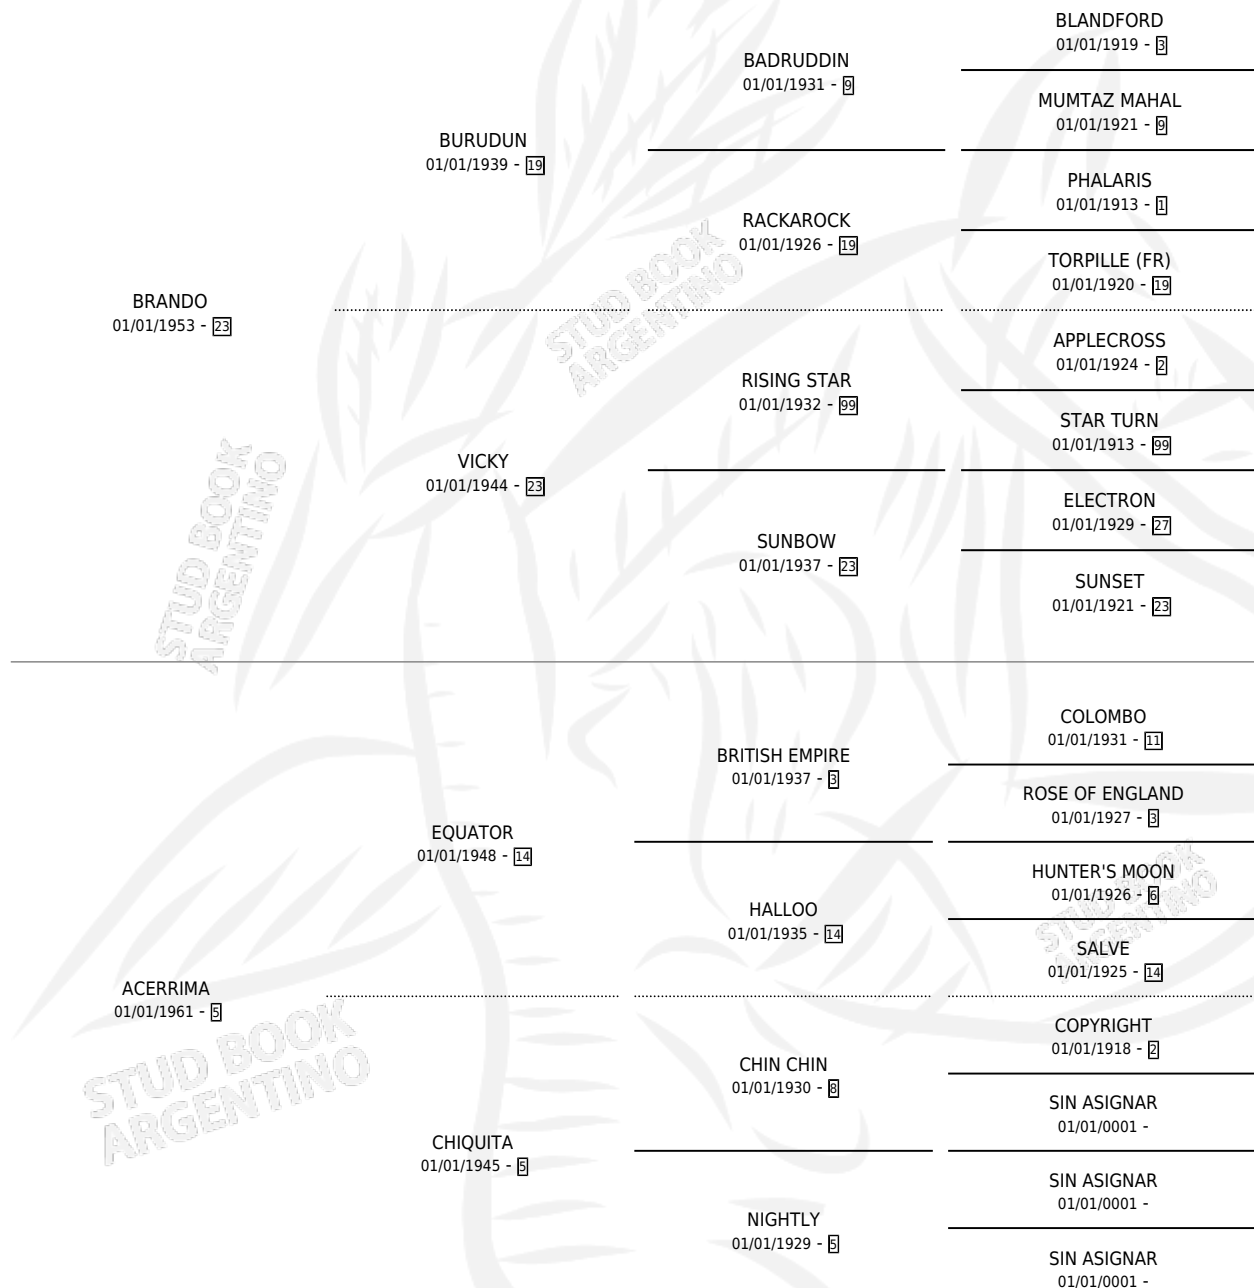 BLANDFORD
01/01/1919 - 3
BADRUDDIN
01/01/1931 - 9
MUMTAZ MAHAL
01/01/1921 - 9
BURUDUN
01/01/1939 - 19
PHALARIS
01/01/1913 - 1
RACKAROCK
01/01/1926 - 19
TORPILLE (FR)
01/01/1920 - 19
BRANDO
01/01/1953 - 23
APPLECROSS
01/01/1924 - 2
RISING STAR
01/01/1932 - 99
STAR TURN
01/01/1913 - 99
VICKY
01/01/1944 - 23
ELECTRON
01/01/1929 - 27
SUNBOW
01/01/1937 - 23
SUNSET
01/01/1921 - 23
STUD BOOK
ARGENTINO
STUD BOOK
ARGENTINO
COLOMBO
01/01/1931 - 11
BRITISH EMPIRE
01/01/1937 - 3
ROSE OF ENGLAND
01/01/1927 - 3
EQUATOR
01/01/1948 - 14
HUNTER'S MOON
01/01/1926 - 6
HALLOO
01/01/1935 - 14
SALVE
01/01/1925 - 14
STUD BOOK
ARGENTINO
ACERRIMA
01/01/1961 - 5
COPYRIGHT
01/01/1918 - 2
CHIN CHIN
01/01/1930 - 8
SIN ASIGNAR
01/01/0001 -
CHIQUITA
01/01/1945 - 5
SIN ASIGNAR
01/01/0001 -
NIGHTLY
01/01/1929 - 5
SIN ASIGNAR
01/01/0001 -
STUD BOOK
ARGENTINO